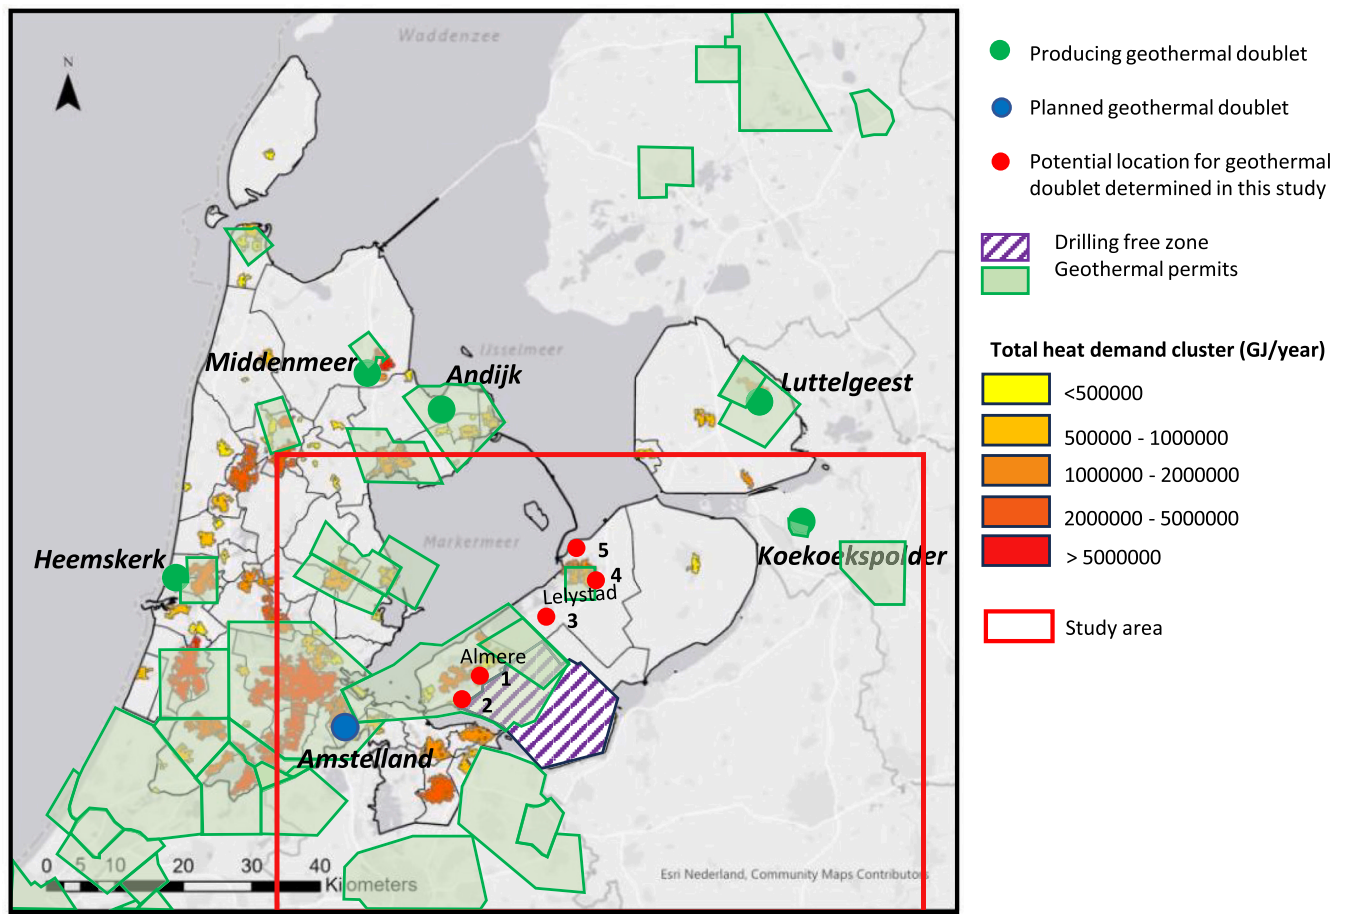 Waddenzee
N
IJsselmeer
Middenmeer
Andijk
Luttelgeest
Markermeer
Heemskerk
Koekoekspolder
5
4
Lelystad
3
Almere
1
2
Amstelland
0 5 10 20 30 40
Kilometers
Esri Nederland, Community Maps Contributors
Producing geothermal doublet
Planned geothermal doublet
Potential location for geothermal
doublet determined in this study
Drilling free zone
Geothermal permits
Total heat demand cluster (GJ/year)
<500000
500000 - 1000000
1000000 - 2000000
2000000 - 5000000
> 5000000
Study area